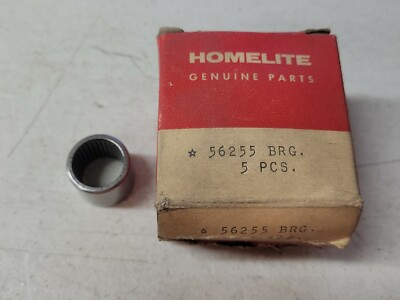 HOMELITE
GENUINE PARTS
☆ 56255 BRG.
5 PCS.
☆ 56255 BRG.